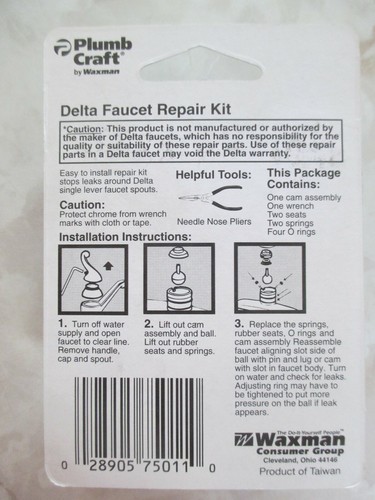 Plumb
Craft®
by Waxman
Delta Faucet Repair Kit
*Caution: This product is not manufactured or authorized by
the maker of Delta faucets, which has no responsibility for the
quality or suitability of these repair parts. Use of these repair
parts in a Delta faucet may void the Delta warranty.
Easy to install repair kit
stops leaks around Delta
single lever faucet spouts.
Caution:
Protect chrome from wrench
marks with cloth or tape.
Helpful Tools:
Needle Nose Pliers
This Package
Contains:
One cam assembly
One wrench
Two seats
Two springs
Four O rings
Installation Instructions:
1. Turn off water
supply and open
faucet to clear line.
Remove handle,
cap and spout.
2. Lift out cam
assembly and ball.
Lift out rubber
seats and springs.
3. Replace the springs,
rubber seats, O rings and
cam assembly Reassemble
faucet aligning slot side of
ball with pin and lug or cam
with slot in faucet body. Turn
on water and check for leaks.
Adjusting ring may have to
be tightened to put more
pressure on the ball if leak
appears.
0 28905 75011 0
The Do-It-Yourself People™
Waxman
Consumer Group
Cleveland, Ohio 44146
Product of Taiwan